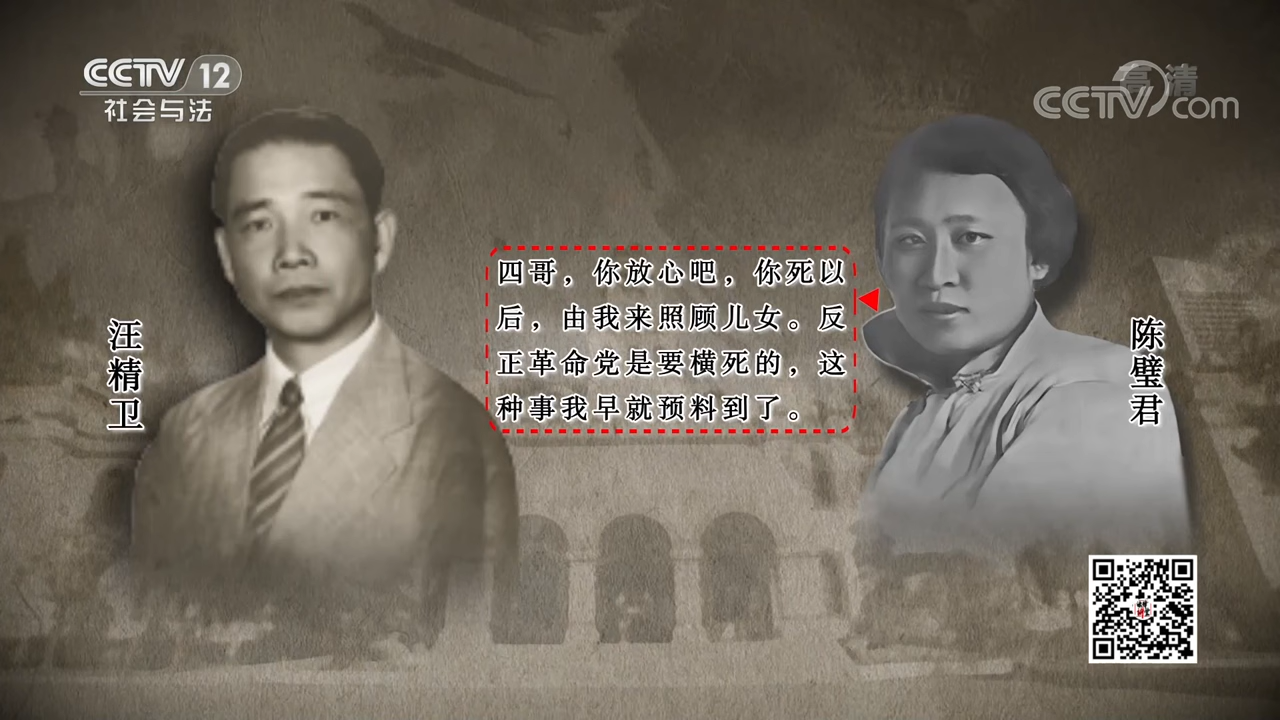 CCTV 12
社会与法
高清
CCTV com
四哥，你放心吧，你死以
后，由我来照顾儿女。反
正革命党是要横死的，这
种事我早就预料到了。
汪精卫
陈璧君